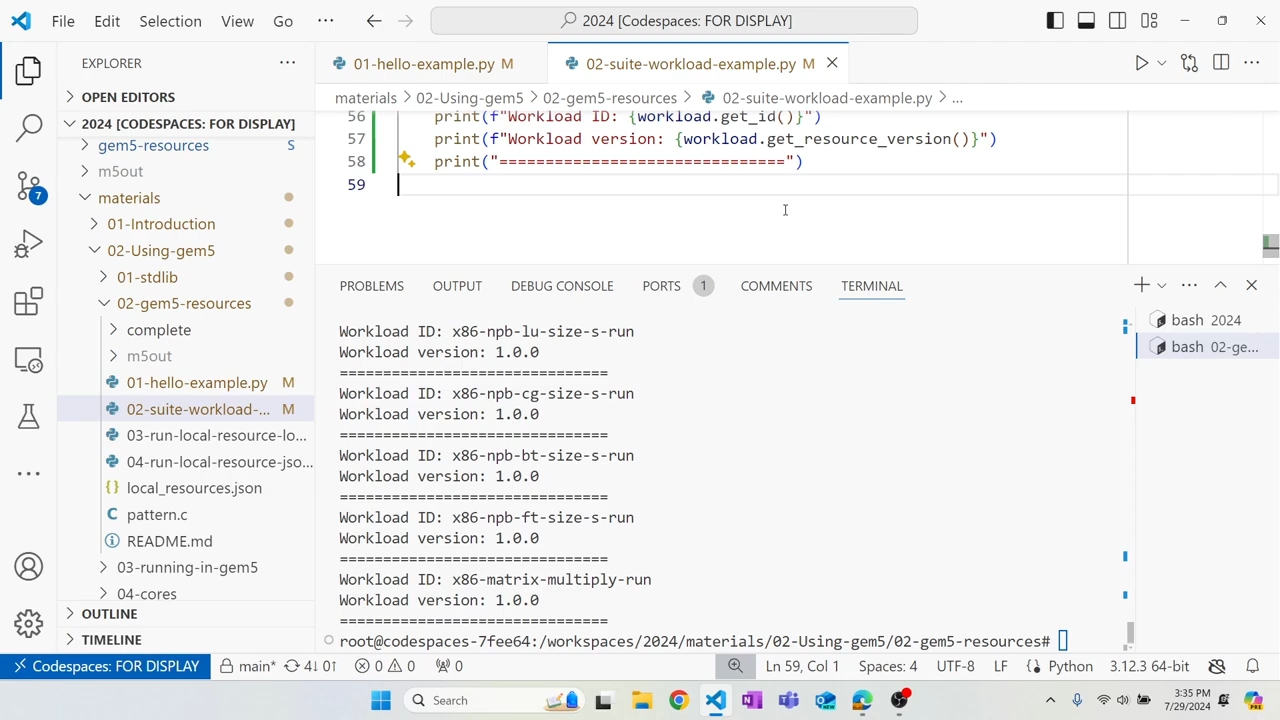 File Edit Selection View Go ··· 2024 [Codespaces: FOR DISPLAY]
EXPLORER
OPEN EDITORS
2024 [CODESPACES: FOR DISPLAY]
gem5-resources S
m5out
materials
01-Introduction
02-Using-gem5
01-stdlib
02-gem5-resources
complete
m5out
01-hello-example.py M
02-suite-workload-... M
03-run-local-resource-lo...
04-run-local-resource-jso...
local_resources.json
pattern.c
README.md
03-running-in-gem5
04-cores
OUTLINE
TIMELINE
7
01-hello-example.py M
02-suite-workload-example.py M
materials > 02-Using-gem5 > 02-gem5-resources > 02-suite-workload-example.py > ...
56 print(f"Workload ID: {workload.get_id()}")
57 print(f"Workload version: {workload.get_resource_version()}")
58 print("===============================")
59
PROBLEMS OUTPUT DEBUG CONSOLE PORTS 1 COMMENTS TERMINAL
Workload ID: x86-npb-lu-size-s-run
Workload version: 1.0.0
===============================
Workload ID: x86-npb-cg-size-s-run
Workload version: 1.0.0
===============================
Workload ID: x86-npb-bt-size-s-run
Workload version: 1.0.0
===============================
Workload ID: x86-npb-ft-size-s-run
Workload version: 1.0.0
===============================
Workload ID: x86-matrix-multiply-run
Workload version: 1.0.0
===============================
root@codespaces-7fee64:/workspaces/2024/materials/02-Using-gem5/02-gem5-resources#
bash 2024
bash 02-ge...
Codespaces: FOR DISPLAY main* 4↓ 0↑ 0 0 0 Ln 59, Col 1 Spaces: 4 UTF-8 LF Python 3.12.3 64-bit
Search
3:35 PM
7/29/2024
PRE